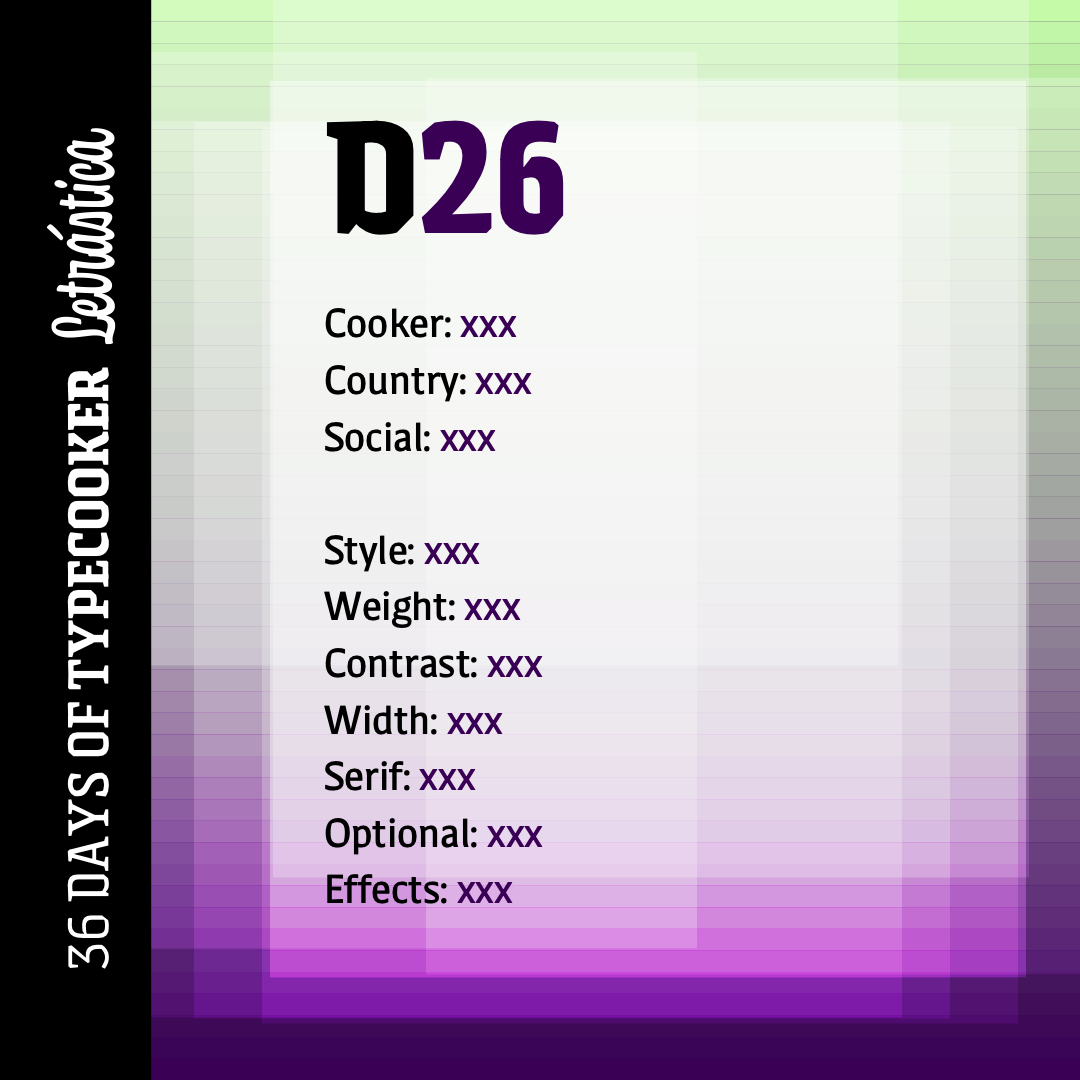 36 DAYS OF TYPECOOKER Letrástica
D26
Cooker: xxx
Country: xxx
Social: xxx
Style: xxx
Weight: xxx
Contrast: xxx
Width: xxx
Serif: xxx
Optional: xxx
Effects: xxx